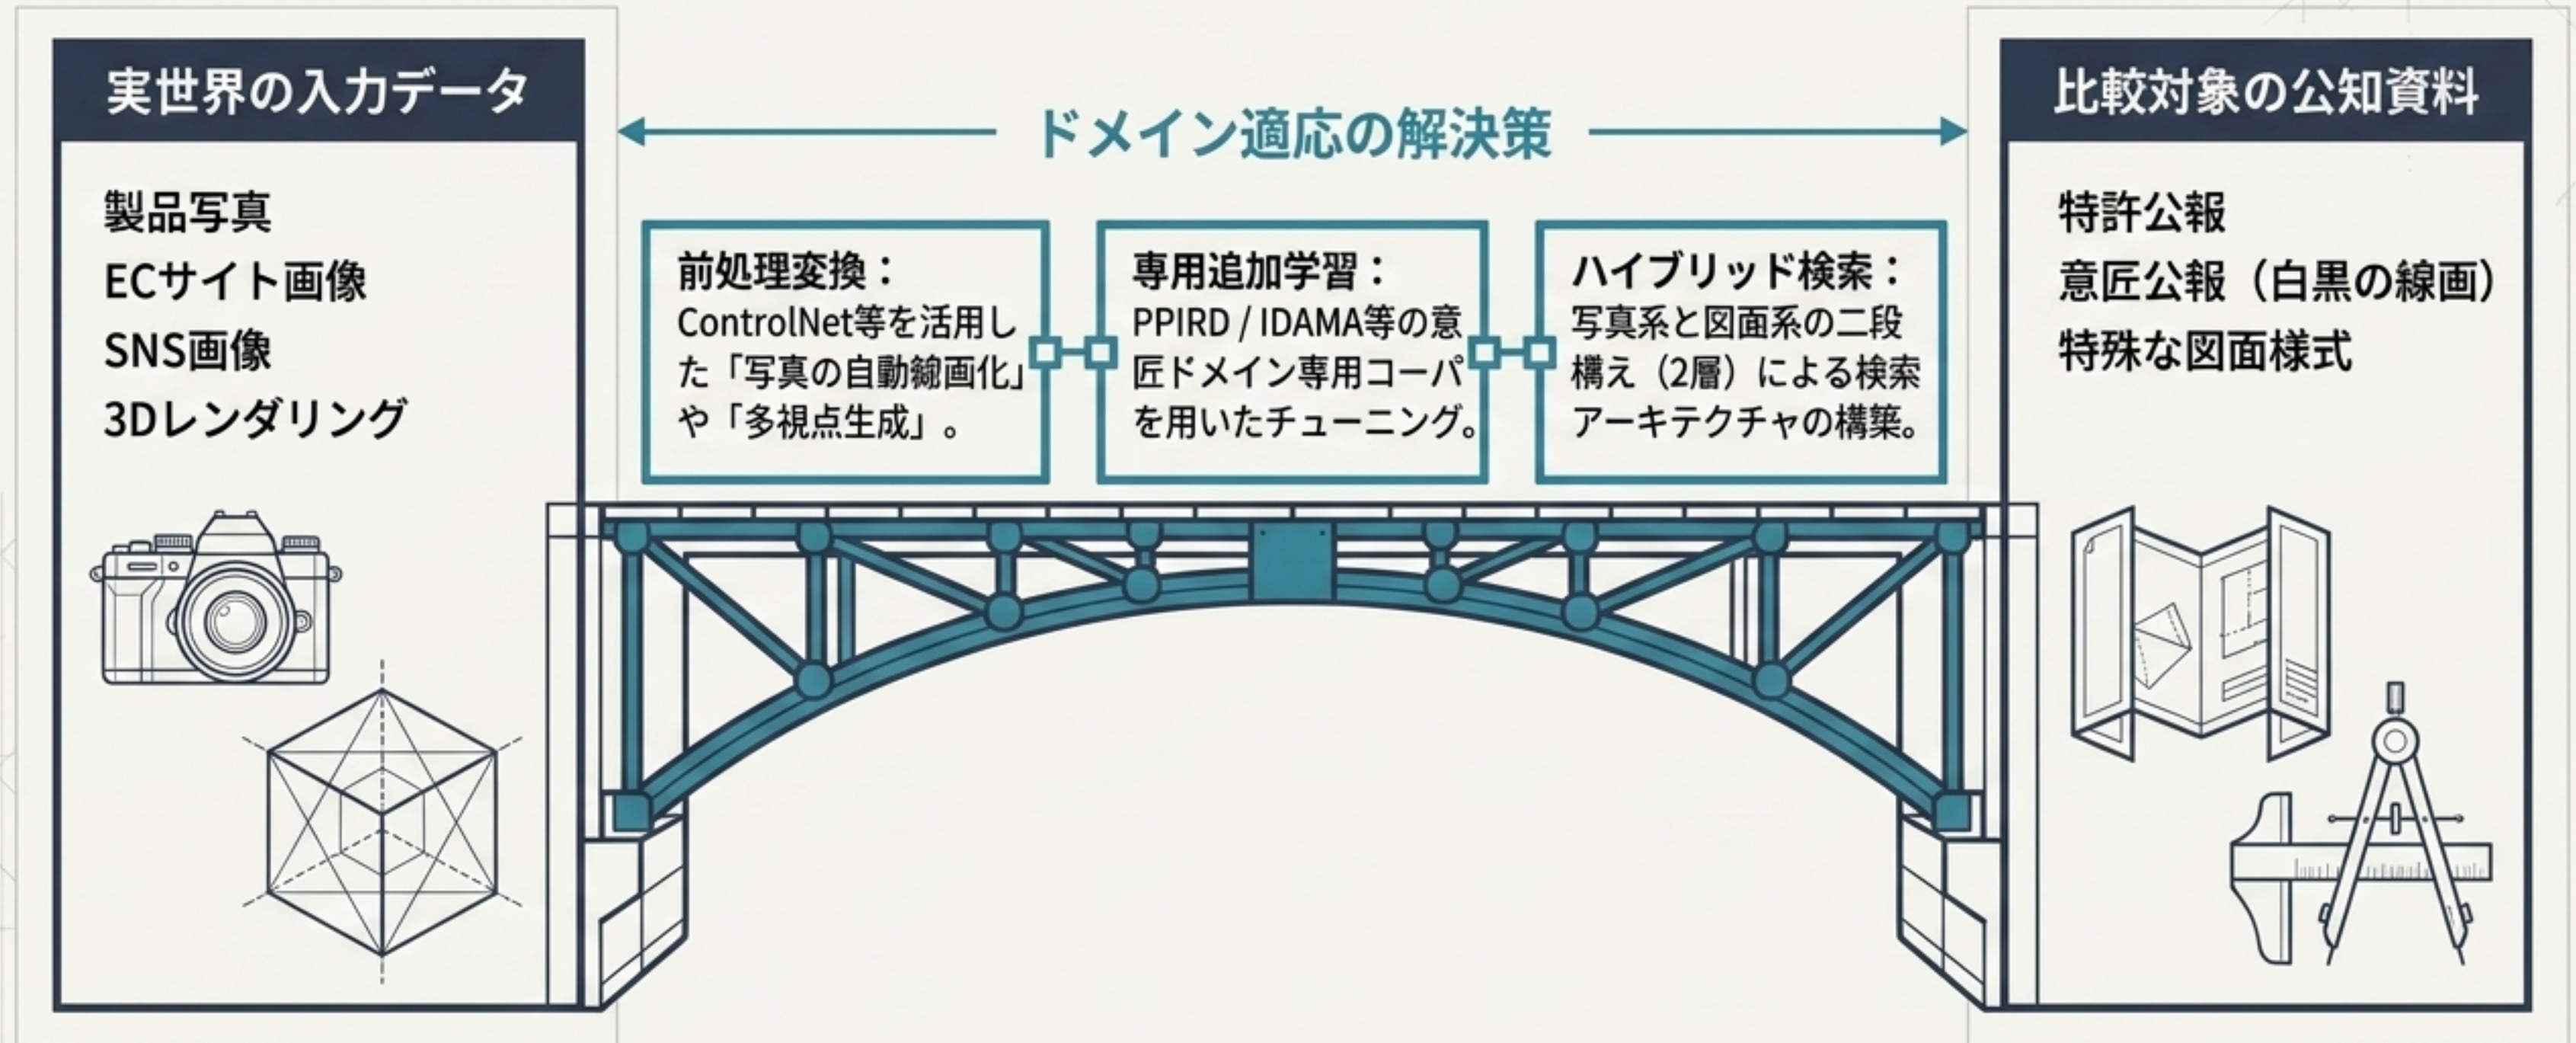 実世界の入力データ
製品写真
ECサイト画像
SNS画像
3Dレンダリング
ドメイン適応の解決策
前処理変換：
ControlNet等を活用し
た「写真の自動線画化」
や「多視点生成」。
専用追加学習：
PPIRD / IDAMA等の意
匠ドメイン専用コーパ
を用いたチューニング。
ハイブリッド検索：
写真系と図面系の二段
構え（2層）による検索
アーキテクチャの構築。
比較対象の公知資料
特許公報
意匠公報（白黒の線画）
特殊な図面様式